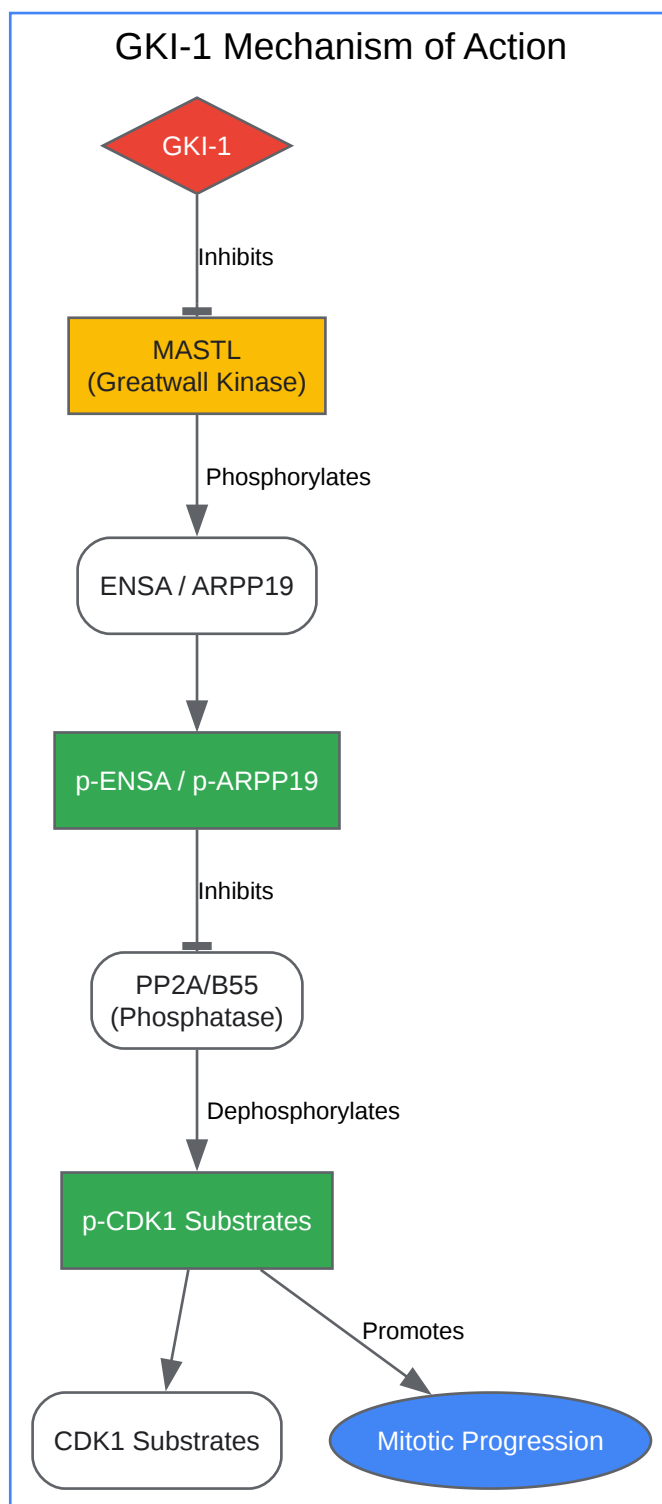 GKI-1 Mechanism of Action
GKI-1
Inhibits
MASTL
(Greatwall Kinase)
Phosphorylates
ENSA / ARPP19
p-ENSA / p-ARPP19
Inhibits
PP2A/B55
(Phosphatase)
Dephosphorylates
p-CDK1 Substrates
Promotes
CDK1 Substrates
Mitotic Progression